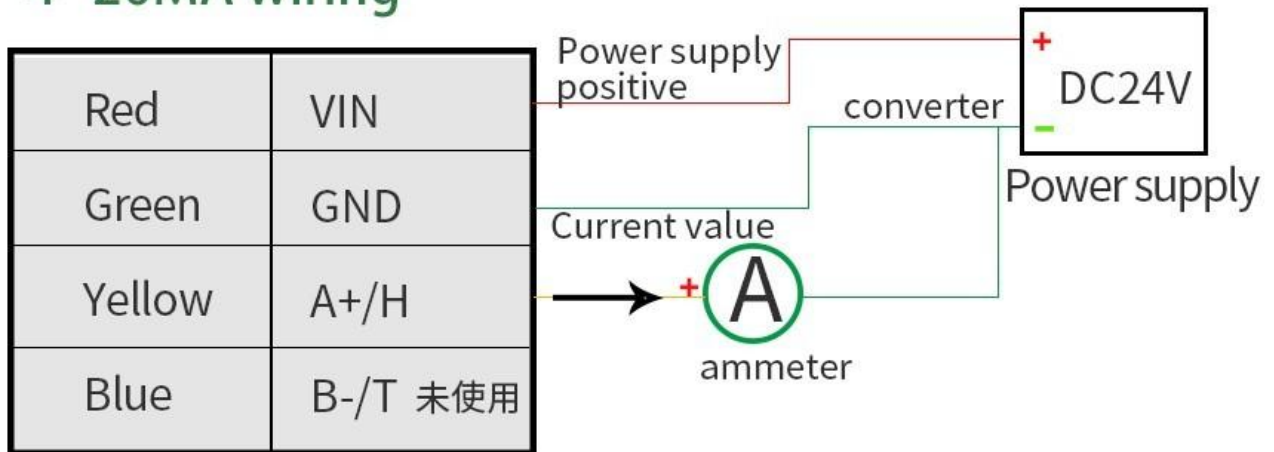 wiring
Power supply
positive
+
DC24V
converter
-
Power supply
Red VIN
Green GND
Current value
Yellow A+/H
+
A
ammeter
Blue B-/T 未使用